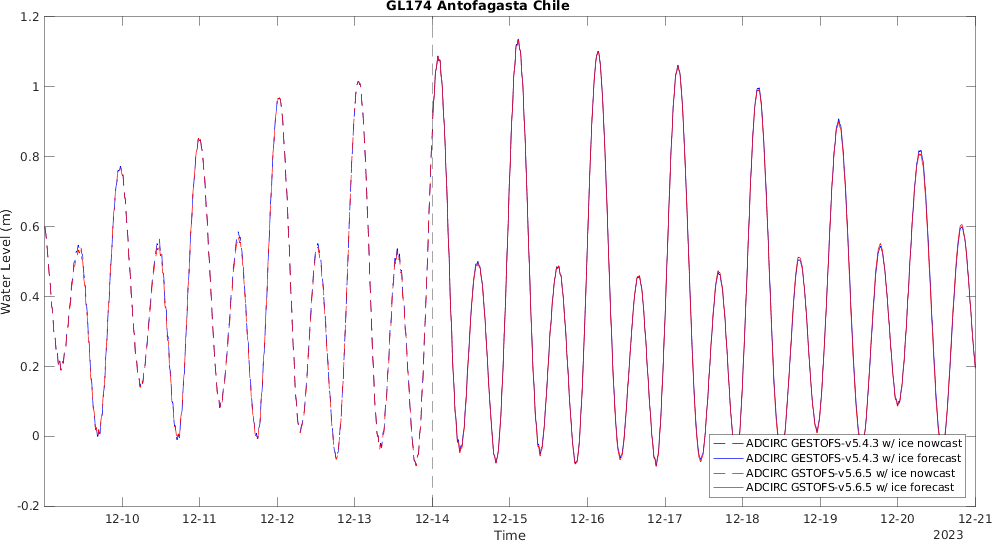 GL174 Antofagasta Chile
1.2
1
0.8
0.6
0.4
0.2
0
-0.2
Water Level (m)
ADCIRC GESTOFS-v5.4.3 w/ ice nowcast
ADCIRC GESTOFS-v5.4.3 w/ ice forecast
ADCIRC GSTOFS-v5.6.5 w/ ice nowcast
ADCIRC GSTOFS-v5.6.5 w/ ice forecast
12-10 12-11 12-12 12-13 12-14 12-15 12-16 12-17 12-18 12-19 12-20 12-21
Time
2023